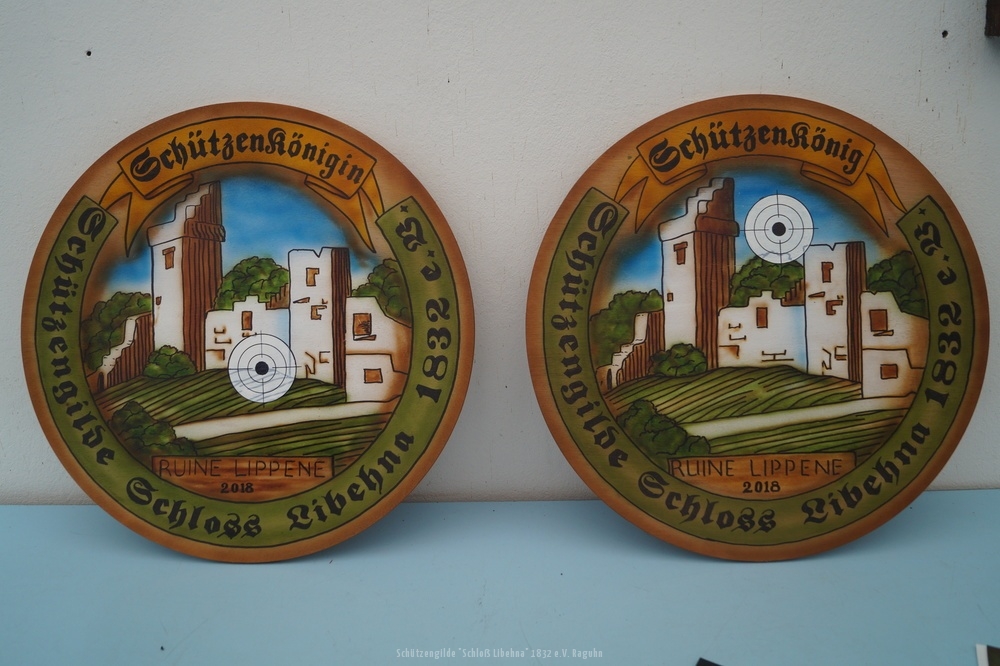 SchützenKönigin
Schützengilde Schloss Libehna 1832 e.V.
RUINE LIPPENE
2018
SchützenKönig
Schützengilde Schloss Libehna 1832 e.V.
RUINE LIPPENE
2018
Schützengilde "Schloß Libehna" 1832 e.V. Raguhn